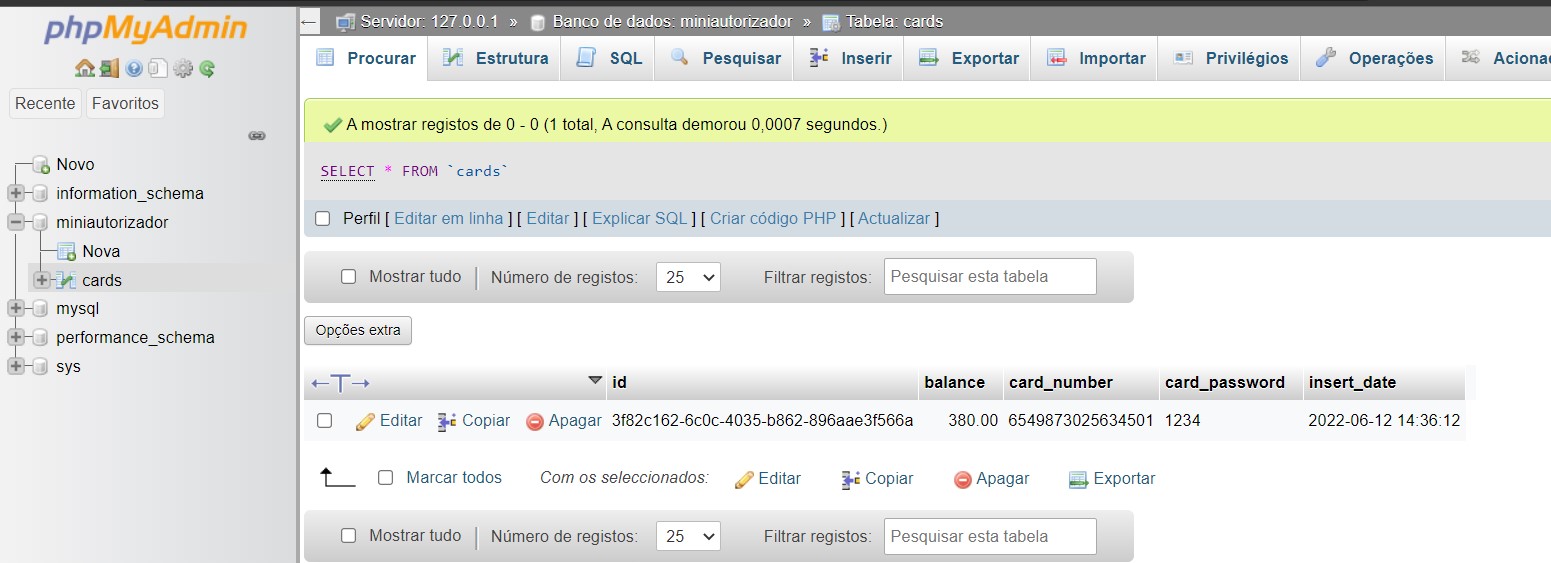 phpMyAdmin
Recente Favoritos
Novo
information_schema
miniautorizador
Nova
cards
mysql
performance_schema
sys
Servidor: 127.0.0.1 » Banco de dados: miniautorizador » Tabela: cards
Procurar Estrutura SQL Pesquisar Inserir Exportar Importar Privilégios Operações Acionad
A mostrar registos de 0 - 0 (1 total, A consulta demorou 0,0007 segundos.)
SELECT * FROM `cards`
Perfil [ Editar em linha ] [ Editar ] [ Explicar SQL ] [ Criar código PHP ] [ Actualizar ]
Mostrar tudo Número de registos: 25 Filtrar registos: Pesquisar esta tabela
Opções extra
←T→ id balance card_number card_password insert_date
Editar Copiar Apagar 3f82c162-6c0c-4035-b862-896aae3f566a 380.00 6549873025634501 1234 2022-06-12 14:36:12
Marcar todos Com os seleccionados: Editar Copiar Apagar Exportar
Mostrar tudo Número de registos: 25 Filtrar registos: Pesquisar esta tabela